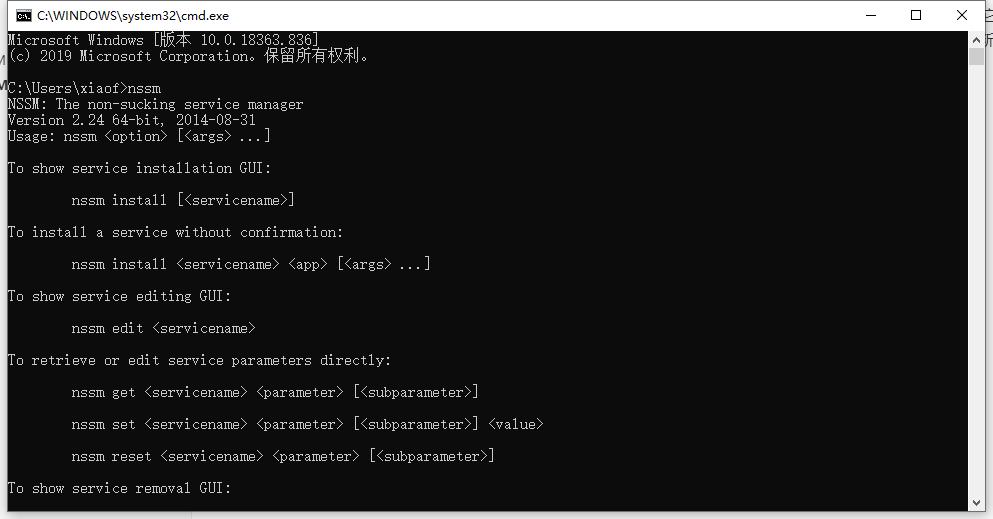 C:\WINDOWS\system32\cmd.exe
Microsoft Windows [版本 10.0.18363.836]
(c) 2019 Microsoft Corporation。保留所有权利。
C:\Users\xiaof>nssm
NSSM: The non-sucking service manager
Version 2.24 64-bit, 2014-08-31
Usage: nssm <option> [<args> ...]
To show service installation GUI:
nssm install [<servicename>]
To install a service without confirmation:
nssm install <servicename> <app> [<args> ...]
To show service editing GUI:
nssm edit <servicename>
To retrieve or edit service parameters directly:
nssm get <servicename> <parameter> [<subparameter>]
nssm set <servicename> <parameter> [<subparameter>] <value>
nssm reset <servicename> <parameter> [<subparameter>]
To show service removal GUI: